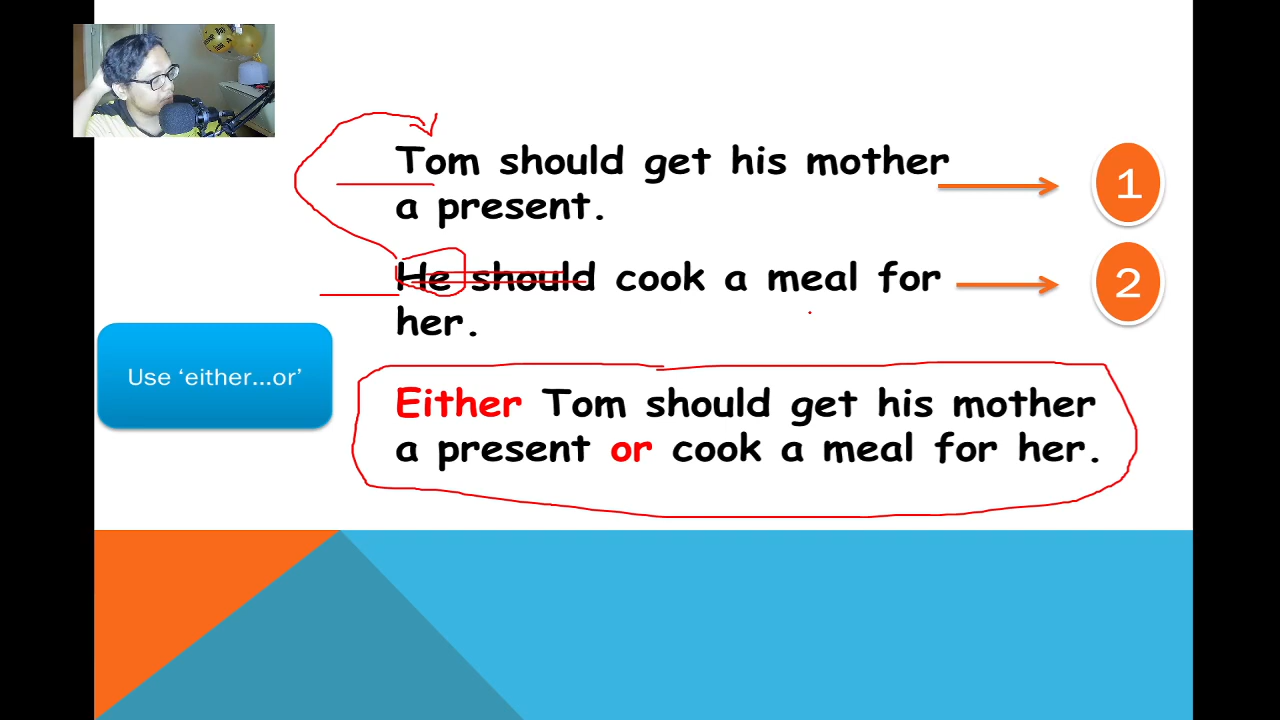 Tom should get his mother
a present.
1
He should cook a meal for
her.
2
Use ‘either...or’
Either Tom should get his mother
a present or cook a meal for her.